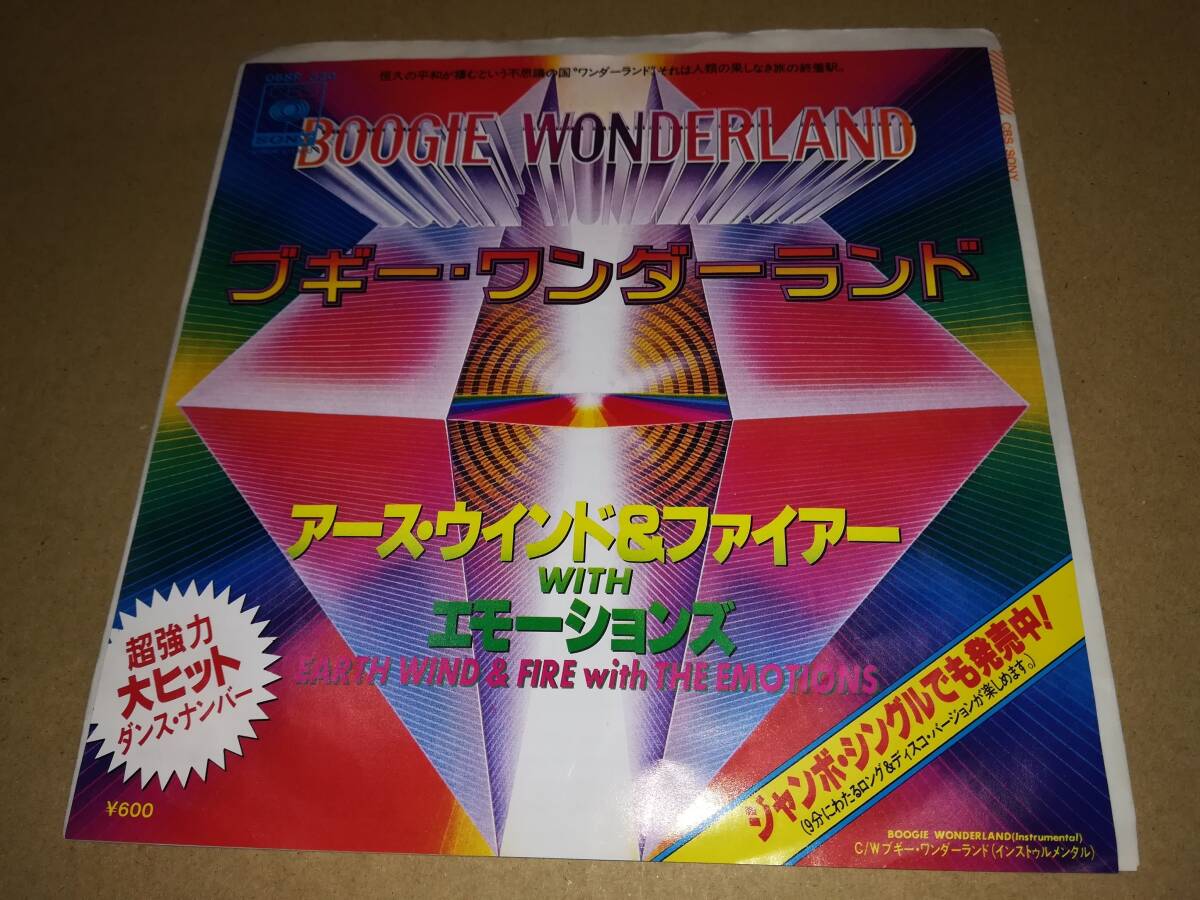 恒久の平和が棲むという不思議の国"ワンダーランド"それは人類の果しなき旅の終盤駅。
SONY
BOOGIE WONDERLAND
CBS/SONY
ブギー・ワンダーランド
アース・ウインド&ファイアー
WITH
エモーションズ
EARTH WIND & FIRE with THE EMOTIONS
超強力
大ヒット
ダンス・ナンバー
¥600
ジャンボ・シングルでも発売中!
(9分にわたるロング&ディスコ・バージョンが楽しめます。)
BOOGIE WONDERLAND(Instrumental)
C/W ブギー・ワンダーランド(インストゥルメンタル)